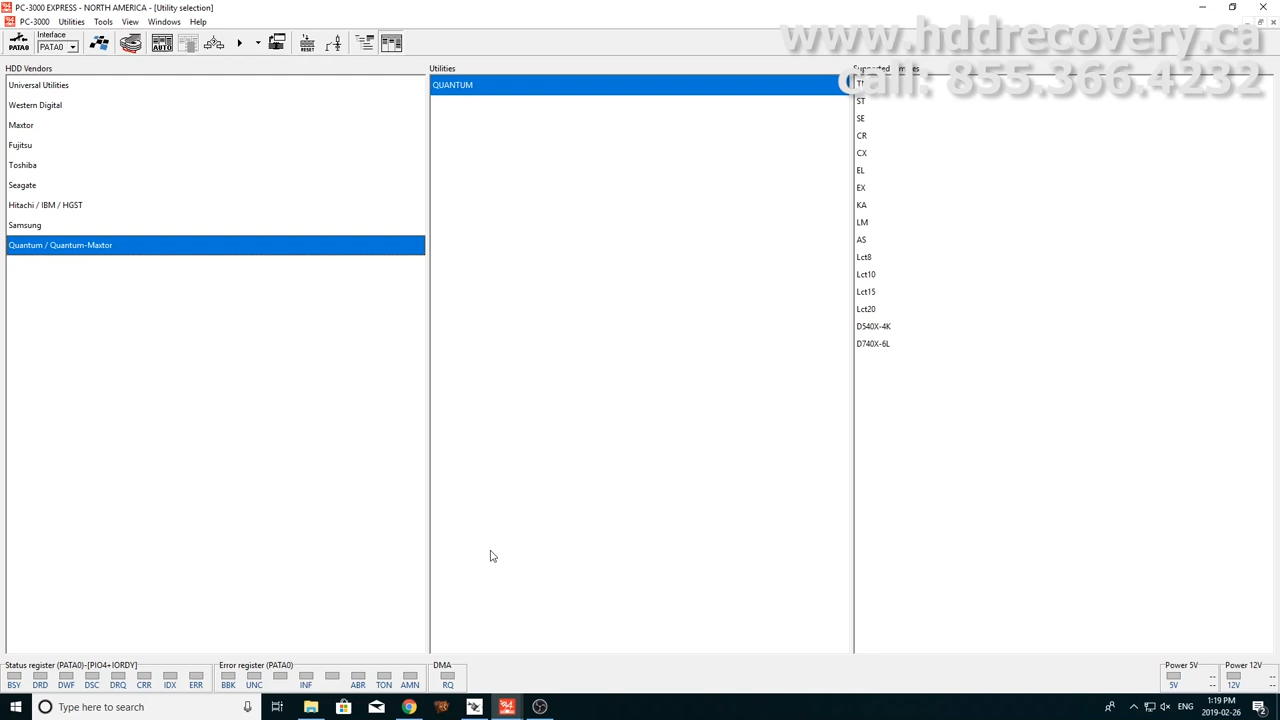 PC-3000 EXPRESS - NORTH AMERICA - [Utility selection]
PC-3000 Utilities Tools View Windows Help
www.hddrecovery.ca
call: 855.366.4232
Interface
PATA0 PATA0
AUTO
RESET
HDD Vendors
Universal Utilities
Western Digital
Maxtor
Fujitsu
Toshiba
Seagate
Hitachi / IBM / HGST
Samsung
Quantum / Quantum-Maxtor
Utilities
QUANTUM
Supported
ST
SE
CR
CX
EL
EX
KA
LM
AS
Lct8
Lct10
Lct15
Lct20
D540X-4K
D740X-6L
Status register (PATA0)-[PIO4+IORDY]
BSY DRD DWF DSC DRQ CRR IDX ERR
Error register (PATA0)
BBK UNC INF ABR TON AMN
DMA
RQ
Power 5V
5V -- --
Power 12V
12V -- --
Type here to search
ENG
1:19 PM
2019-02-26
2